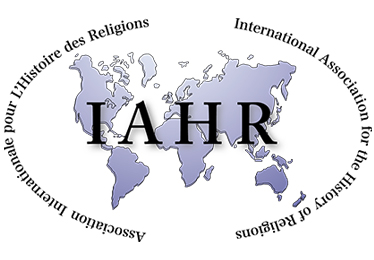 Association Internationale pour L'Histoire des Religions
International Association for the History of Religions
IAHR